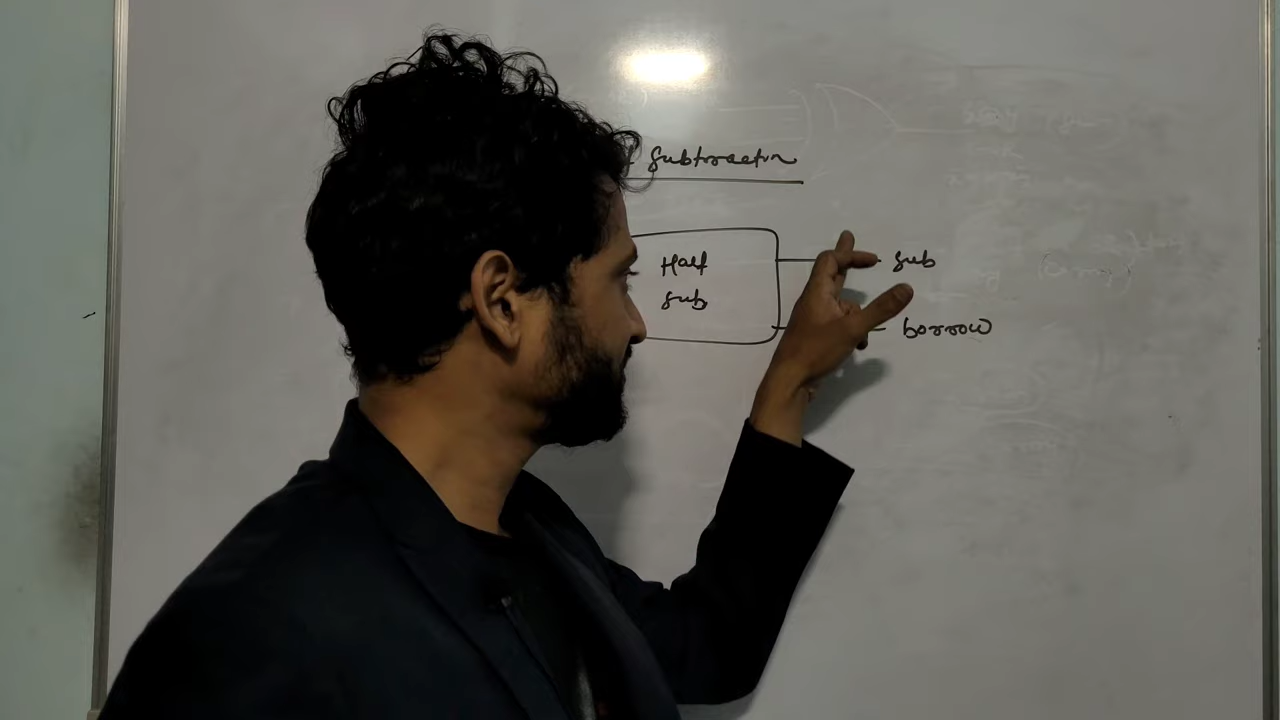 subtraction
Half
sub
sub
borrow